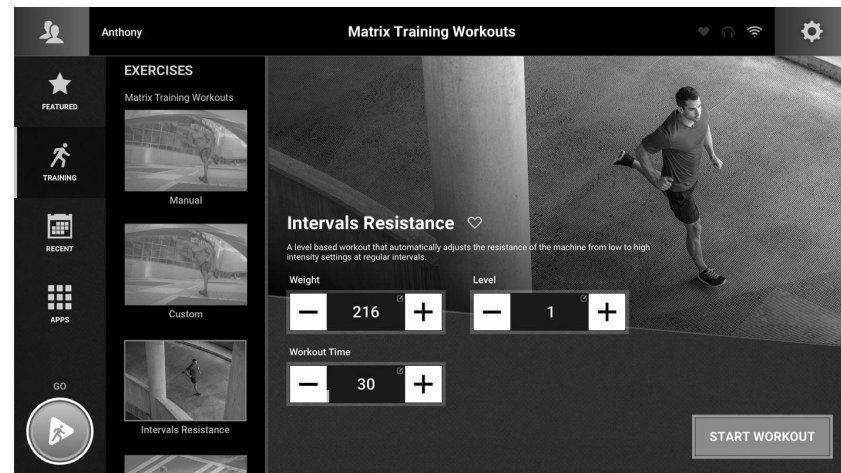 Anthony
Matrix Training Workouts
FEATURED
TRAINING
RECENT
APPS
GO
EXERCISES
Matrix Training Workouts
Manual
Custom
Intervals Resistance
Intervals Resistance
A level based workout that automatically adjusts the resistance of the machine from low to high
intensity settings at regular intervals.
Weight
Level
216
1
Workout Time
30
START WORKOUT